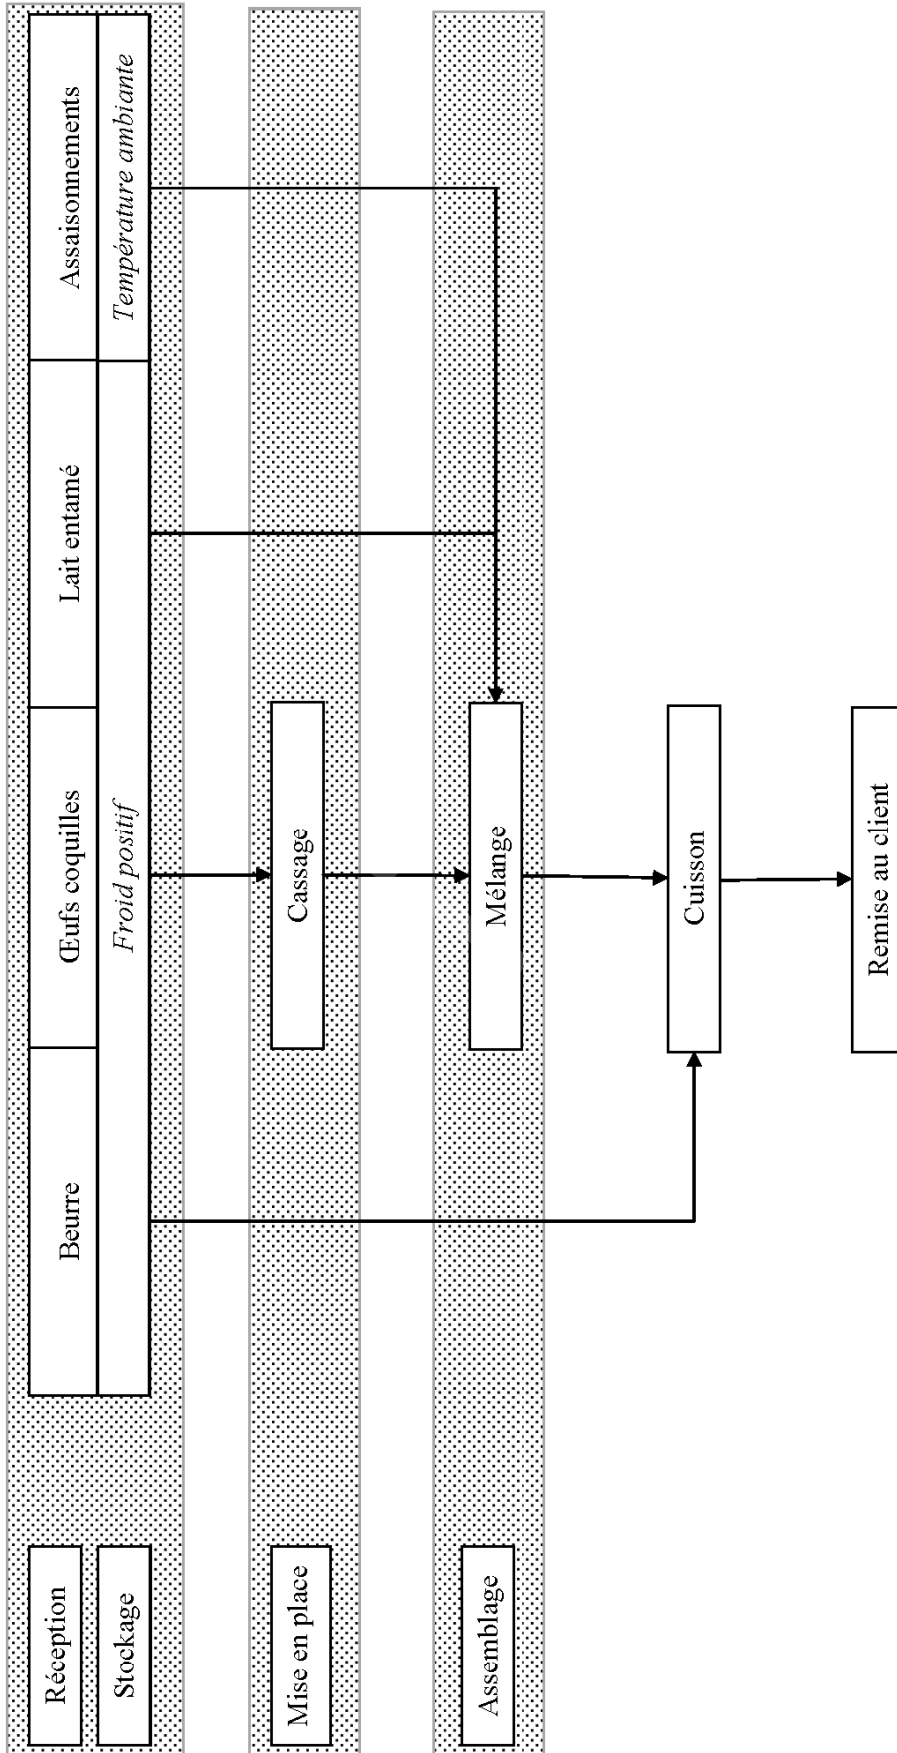 Réception
Beurre
Œufs coquilles
Lait entamé
Assaisonnements
Stockage
Froid positif
Température ambiante
Mise en place
Cassage
Assemblage
Mélange
Cuisson
Remise au client